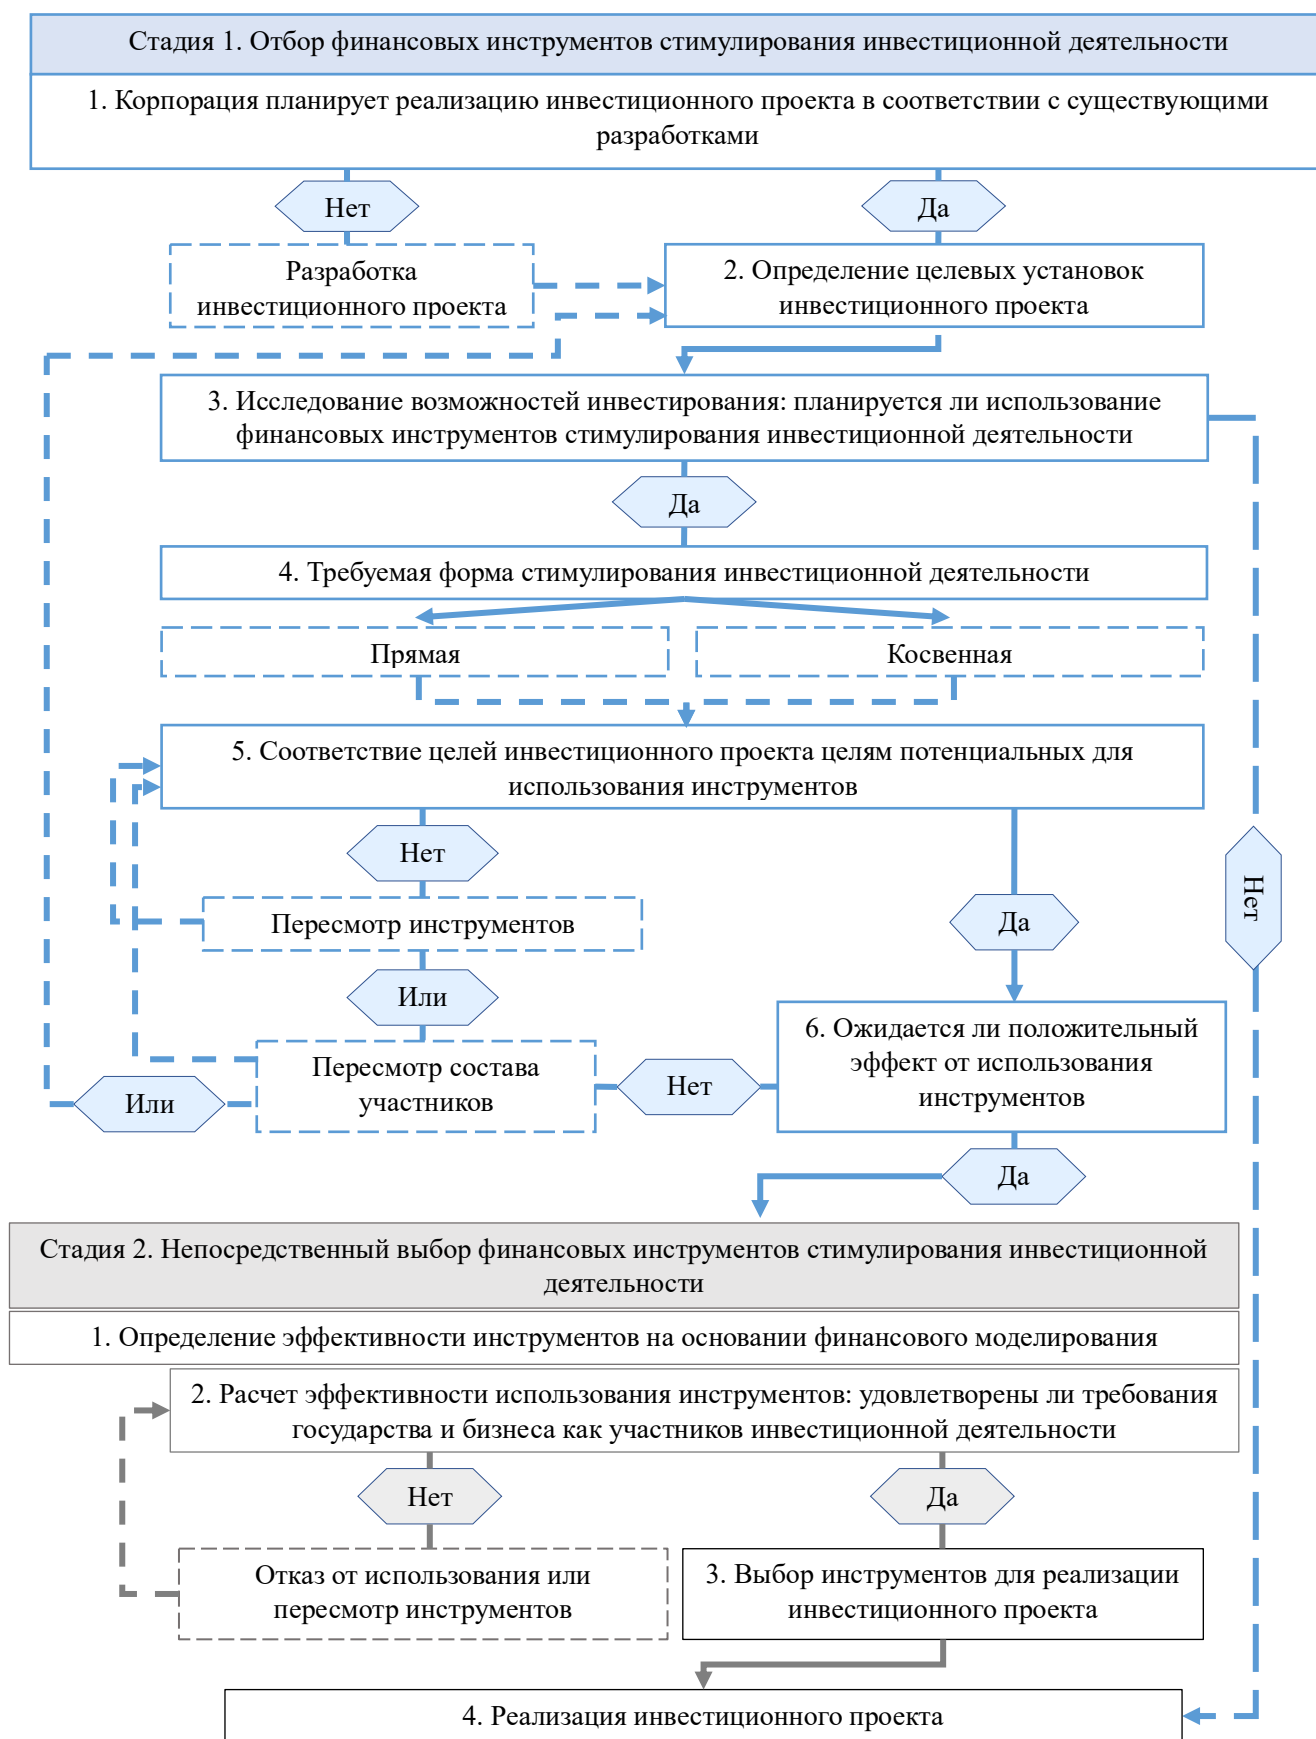 Стадия 1. Отбор финансовых инструментов стимулирования инвестиционной деятельности
1. Корпорация планирует реализацию инвестиционного проекта в соответствии с существующими
разработками
Нет
Да
Разработка
инвестиционного проекта
2. Определение целевых установок
инвестиционного проекта
3. Исследование возможностей инвестирования: планируется ли использование
финансовых инструментов стимулирования инвестиционной деятельности
Да
4. Требуемая форма стимулирования инвестиционной деятельности
Прямая
Косвенная
5. Соответствие целей инвестиционного проекта целям потенциальных для
использования инструментов
Нет
Нет
Пересмотр инструментов
Да
Или
6. Ожидается ли положительный
эффект от использования
инструментов
Пересмотр состава
участников
Нет
Или
Да
Стадия 2. Непосредственный выбор финансовых инструментов стимулирования инвестиционной
деятельности
1. Определение эффективности инструментов на основании финансового моделирования
2. Расчет эффективности использования инструментов: удовлетворены ли требования
государства и бизнеса как участников инвестиционной деятельности
Нет
Да
Отказ от использования или
пересмотр инструментов
3. Выбор инструментов для реализации
инвестиционного проекта
4. Реализация инвестиционного проекта